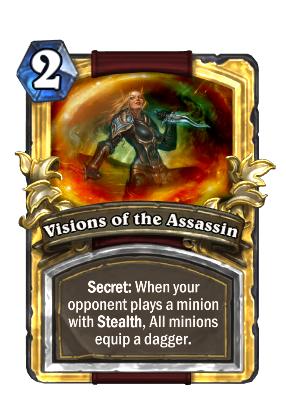 2
Visions of the Assassin
Secret: When your
opponent plays a minion
with Stealth, All minions
equip a dagger.